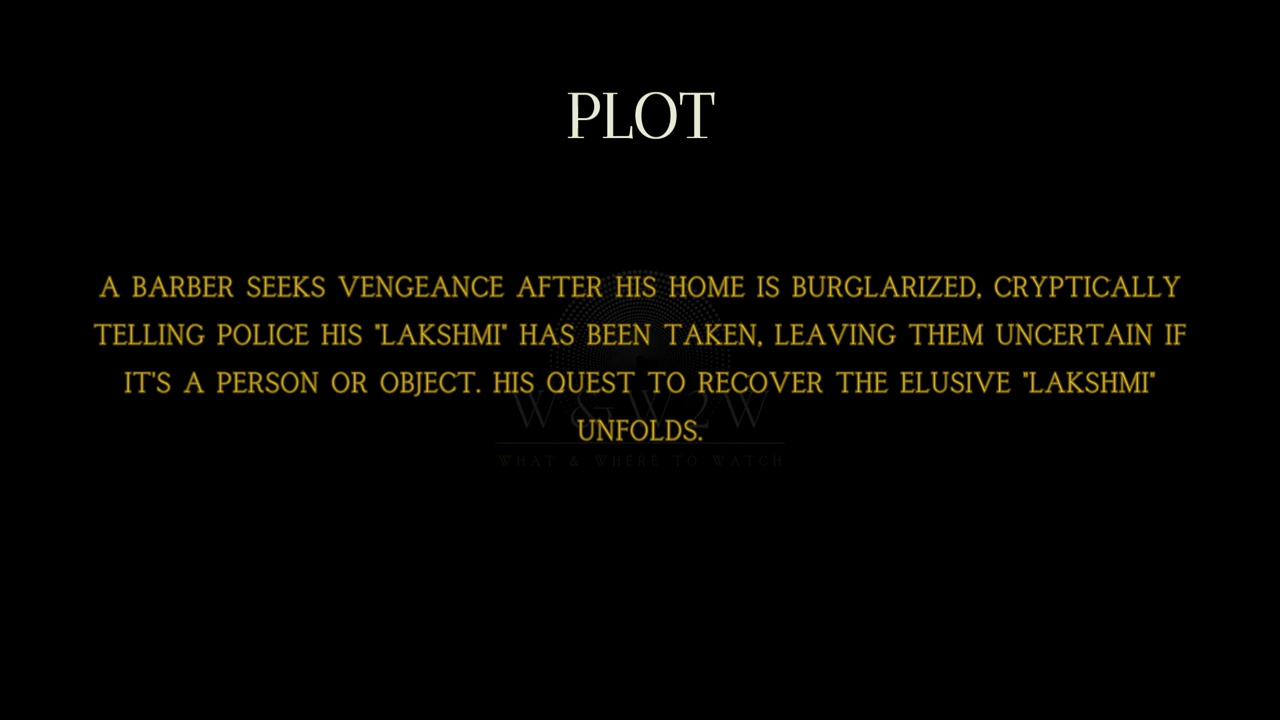 PLOT
A BARBER SEEKS VENGEANCE AFTER HIS HOME IS BURGLARIZED, CRYPTICALLY
TELLING POLICE HIS "LAKSHMI" HAS BEEN TAKEN, LEAVING THEM UNCERTAIN IF
IT'S A PERSON OR OBJECT. HIS QUEST TO RECOVER THE ELUSIVE "LAKSHMI"
UNFOLDS.
W & W2W
WHAT & WHERE TO WATCH